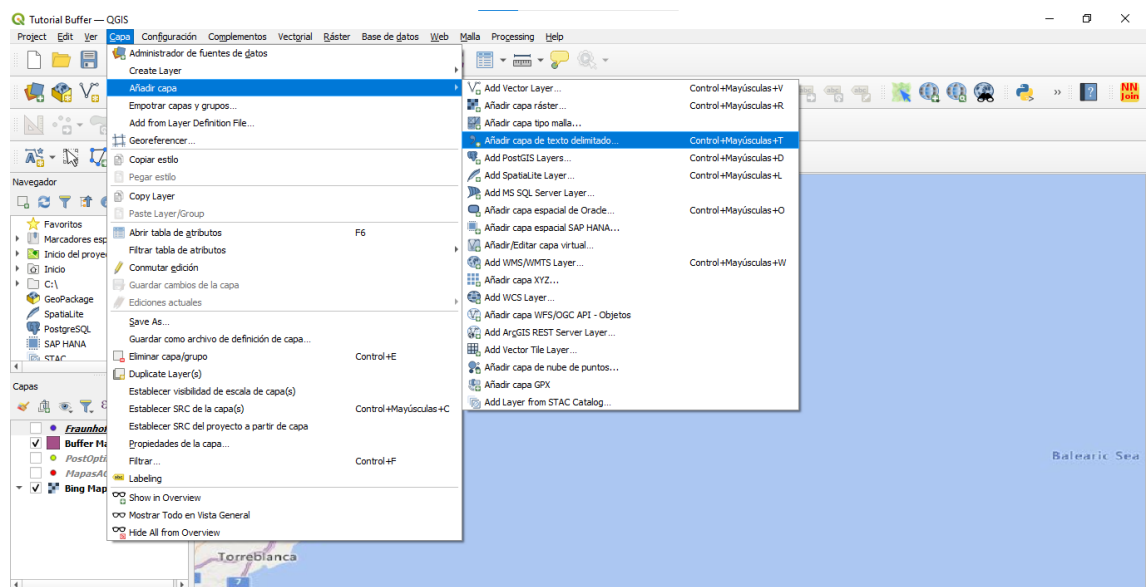 Tutorial Buffer — QGIS
Project Edit Ver Capa Configuración Complementos Vectorial Ráster Base de datos Web Malla Processing Help
Administrador de fuentes de datos
Create Layer
Añadir capa
Empotrar capas y grupos...
Add from Layer Definition File...
Georeferencer...
Copiar estilo
Pegar estilo
Copy Layer
Paste Layer/Group
Abrir tabla de atributos F6
Filtrar tabla de atributos
Conmutar edición
Guardar cambios de la capa
Ediciones actuales
Save As...
Guardar como archivo de definición de capa...
Eliminar capa/grupo Control+E
Duplicate Layer(s)
Establecer visibilidad de escala de capa(s)
Establecer SRC de la capa(s) Control+Mayúsculas+C
Establecer SRC del proyecto a partir de capa
Propiedades de la capa...
Filtrar... Control+F
Labeling
Show in Overview
Mostrar Todo en Vista General
Hide All from Overview
Add Vector Layer... Control+Mayúsculas+V
Añadir capa ráster... Control+Mayúsculas+R
Añadir capa tipo malla...
Añadir capa de texto delimitado... Control+Mayúsculas+T
Add PostGIS Layers... Control+Mayúsculas+D
Add SpatiaLite Layer... Control+Mayúsculas+L
Add MS SQL Server Layer...
Añadir capa espacial de Oracle... Control+Mayúsculas+O
Añadir capa espacial SAP HANA...
Añadir/Editar capa virtual...
Add WMS/WMTS Layer... Control+Mayúsculas+W
Añadir capa XYZ...
Add WCS Layer...
Añadir capa WFS/OGC API - Objetos
Add ArcGIS REST Server Layer...
Add Vector Tile Layer...
Añadir capa de nube de puntos...
Añadir capa GPX
Add Layer from STAC Catalog...
NN
Join
Navegador
Favoritos
Marcadores esp
Inicio del proye
Inicio
C:\
GeoPackage
SpatiaLite
PostgreSQL
SAP HANA
STAC
Capas
Fraunhof
Buffer Ma
PostOpti
MapasA
Bing Map
Balearic Sea
Torreblanca
7